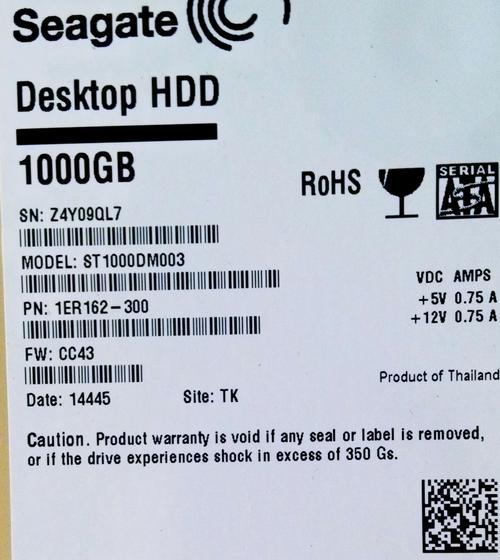 Seagate
Desktop HDD
1000GB
RoHS
SERIAL
ATA
SN: Z4Y09QL7
MODEL: ST1000DM003
VDC AMPS
PN: 1ER162-300
+5V 0.75 A
+12V 0.75 A
FW: CC43
Product of Thailand
Date: 14445 Site: TK
Caution. Product warranty is void if any seal or label is removed,
or if the drive experiences shock in excess of 350 Gs.